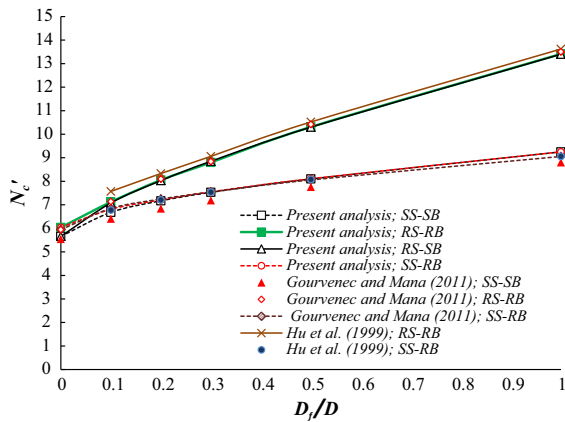 15
14
13
12
11
10
9
8
7
6
5
4
3
2
1
0
N_c'
Present analysis; SS-SB
Present analysis; RS-RB
Present analysis; RS-SB
Present analysis; SS-RB
Gourvenec and Mana (2011); SS-SB
Gourvenec and Mana (2011); RS-RB
Gourvenec and Mana (2011); SS-RB
Hu et al. (1999); RS-RB
Hu et al. (1999); SS-RB
0 0.1 0.2 0.3 0.4 0.5 0.6 0.7 0.8 0.9 1
D_f/D